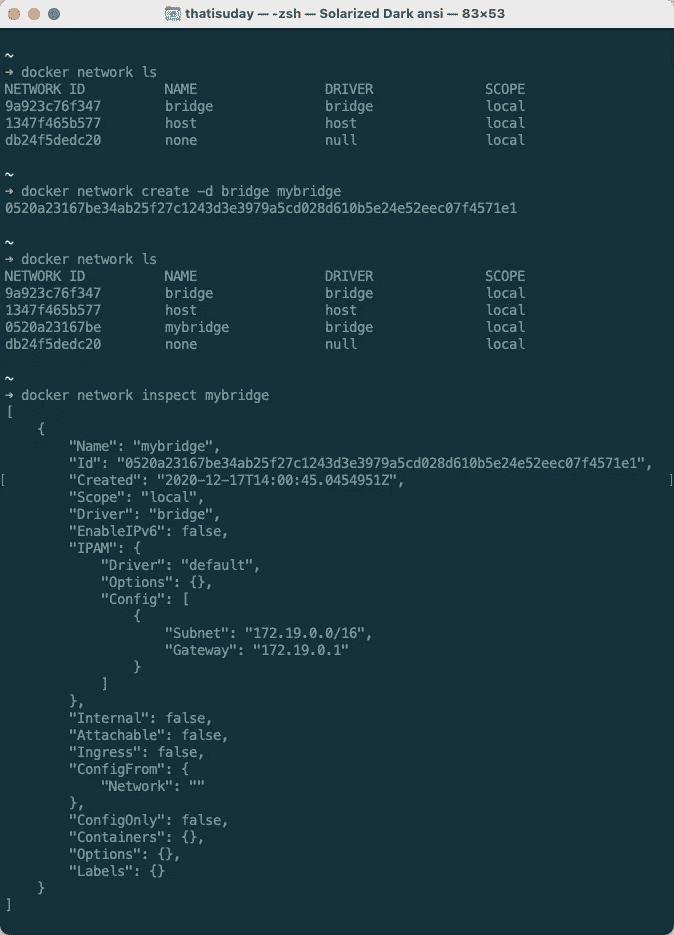 thatisuday — -zsh — Solarized Dark ansi — 83×53
~
→ docker network ls
NETWORK ID        NAME                DRIVER              SCOPE
9a923c76f347        bridge              bridge              local
1347f465b577        host                host                local
db24f5dedc20        none                null                local
~
→ docker network create -d bridge mybridge
0520a23167be34ab25f27c1243d3e3979a5cd028d610b5e24e52eec07f4571e1
~
→ docker network ls
NETWORK ID        NAME                DRIVER              SCOPE
9a923c76f347        bridge              bridge              local
1347f465b577        host                host                local
0520a23167be        mybridge            bridge              local
db24f5dedc20        none                null                local
~
→ docker network inspect mybridge
[
    {
        "Name": "mybridge",
        "Id": "0520a23167be34ab25f27c1243d3e3979a5cd028d610b5e24e52eec07f4571e1",
[        "Created": "2020-12-17T14:00:45.0454951Z",        ]
        "Scope": "local",
        "Driver": "bridge",
        "EnableIPv6": false,
        "IPAM": {
            "Driver": "default",
            "Options": {},
            "Config": [
                {
                    "Subnet": "172.19.0.0/16",
                    "Gateway": "172.19.0.1"
                }
            ]
        },
        "Internal": false,
        "Attachable": false,
        "Ingress": false,
        "ConfigFrom": {
            "Network": ""
        },
        "ConfigOnly": false,
        "Containers": {},
        "Options": {},
        "Labels": {}
    }
]